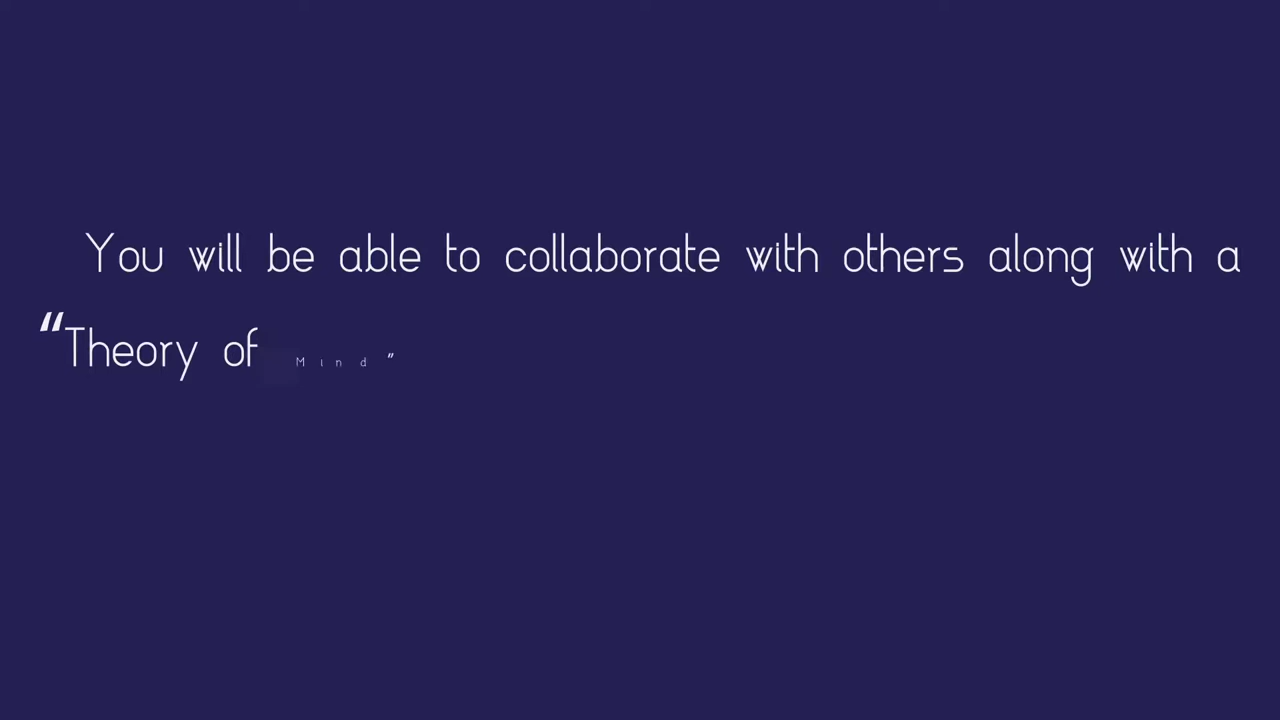 You will be able to collaborate with others along with a
“Theory of Mind”